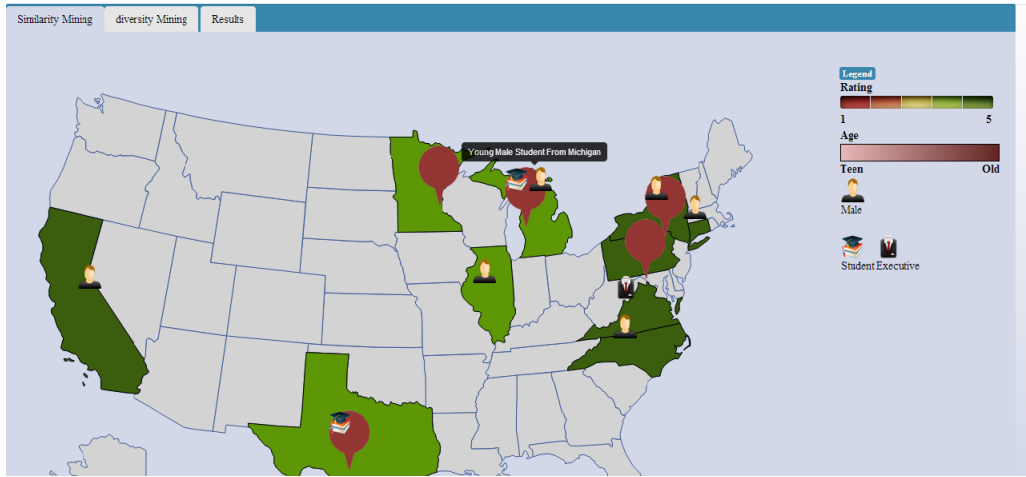 Similarity Mining
diversity Mining
Results
Legend
Rating
1 5
Age
Teen Old
Male
Student Executive
Young Male Student From Michigan